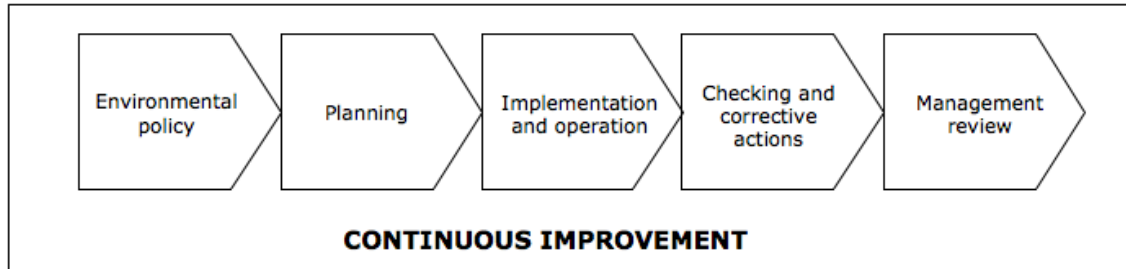 Environmental
policy
Planning
Implementation
and operation
Checking and
corrective
actions
Management
review
CONTINUOUS IMPROVEMENT